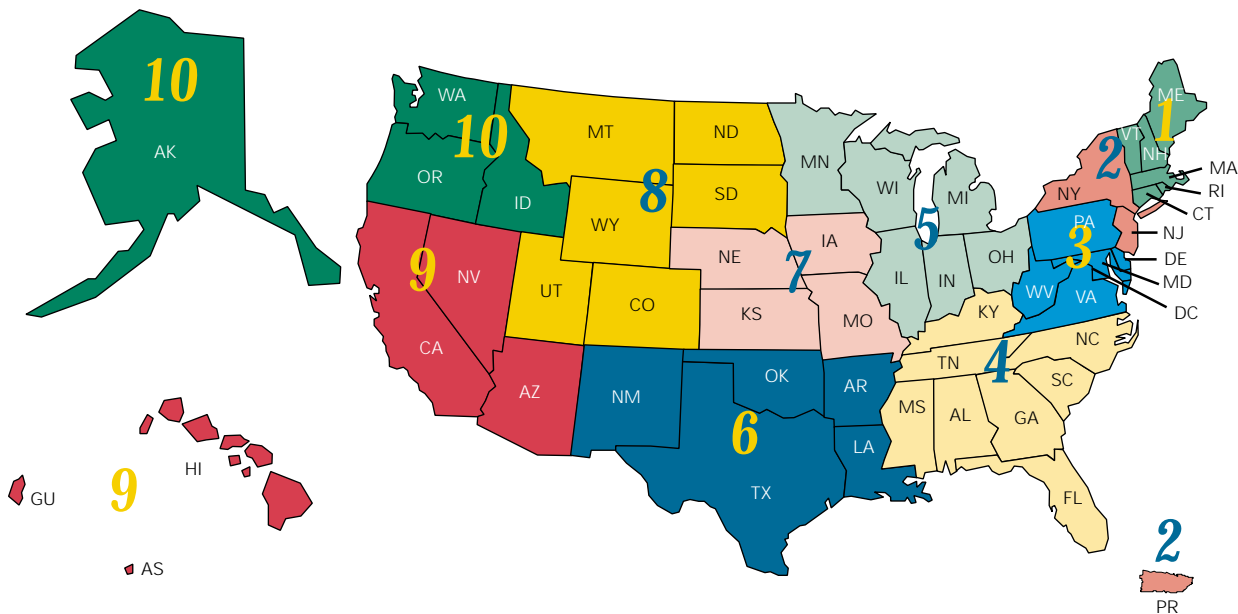 10
AK
WA
10
OR
ID
MT
ND
8
SD
WY
UT
CO
9
NV
CA
AZ
MN
WI
MI
5
IL
IN
OH
NE
IA
7
KS
MO
ME
1
VT
NH
2
NY
MA
RI
CT
NJ
PA
3
DE
MD
DC
WV
VA
KY
4
TN
NC
SC
MS
AL
GA
FL
NM
OK
AR
6
LA
TX
HI
9
GU
AS
2
PR